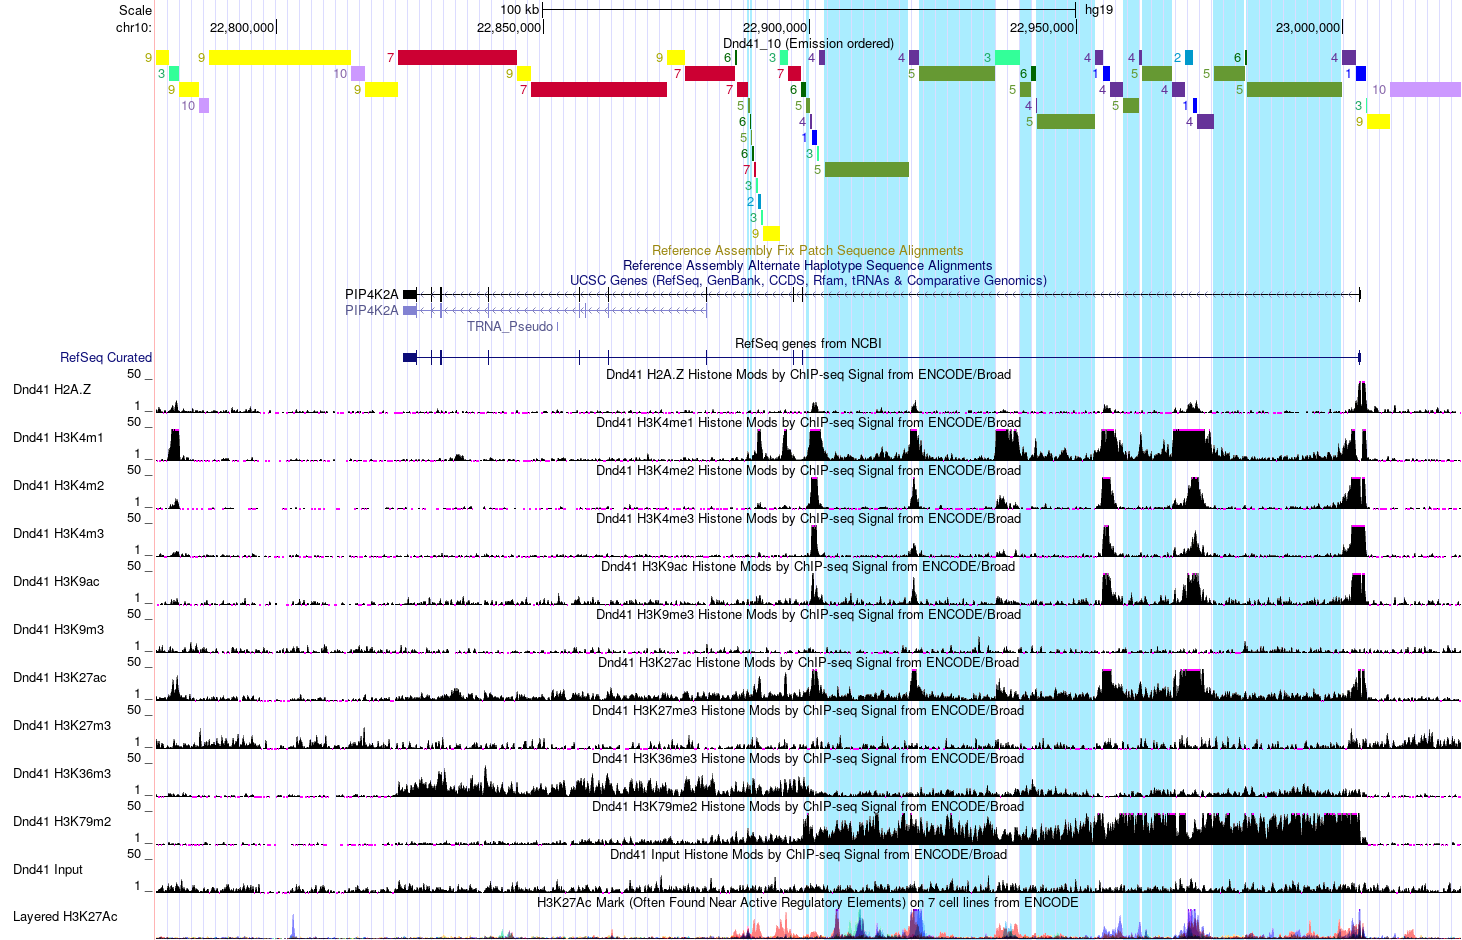 Scale 100 kb hg19
chr10: 22,800,000 22,850,000 22,900,000 22,950,000 23,000,000
Dnd41_10 (Emission ordered)
9 9 7 9 6 3 4 4 3 4 4 2 6 4
3 10 9 7 7 5 6 1 5 5 1
9 9 7 7 6 5 4 4 5 10
10 5 5 4 5 1 3
6 4 5 4 9
5 1
6 3
7 5
3
2
3
9
Reference Assembly Fix Patch Sequence Alignments
Reference Assembly Alternate Haplotype Sequence Alignments
UCSC Genes (RefSeq, GenBank, CCDS, Rfam, tRNAs & Comparative Genomics)
PIP4K2A
PIP4K2A
TRNA_Pseudo
RefSeq genes from NCBI
RefSeq Curated
Dnd41 H2A.Z Histone Mods by ChIP-seq Signal from ENCODE/Broad
50 _
Dnd41 H2A.Z
1 _
Dnd41 H3K4me1 Histone Mods by ChIP-seq Signal from ENCODE/Broad
50 _
Dnd41 H3K4m1
1 _
Dnd41 H3K4me2 Histone Mods by ChIP-seq Signal from ENCODE/Broad
50 _
Dnd41 H3K4m2
1 _
Dnd41 H3K4me3 Histone Mods by ChIP-seq Signal from ENCODE/Broad
50 _
Dnd41 H3K4m3
1 _
Dnd41 H3K9ac Histone Mods by ChIP-seq Signal from ENCODE/Broad
50 _
Dnd41 H3K9ac
1 _
Dnd41 H3K9me3 Histone Mods by ChIP-seq Signal from ENCODE/Broad
50 _
Dnd41 H3K9m3
1 _
Dnd41 H3K27ac Histone Mods by ChIP-seq Signal from ENCODE/Broad
50 _
Dnd41 H3K27ac
1 _
Dnd41 H3K27me3 Histone Mods by ChIP-seq Signal from ENCODE/Broad
50 _
Dnd41 H3K27m3
1 _
Dnd41 H3K36me3 Histone Mods by ChIP-seq Signal from ENCODE/Broad
50 _
Dnd41 H3K36m3
1 _
Dnd41 H3K79me2 Histone Mods by ChIP-seq Signal from ENCODE/Broad
50 _
Dnd41 H3K79m2
1 _
Dnd41 Input Histone Mods by ChIP-seq Signal from ENCODE/Broad
50 _
Dnd41 Input
1 _
H3K27Ac Mark (Often Found Near Active Regulatory Elements) on 7 cell lines from ENCODE
Layered H3K27Ac